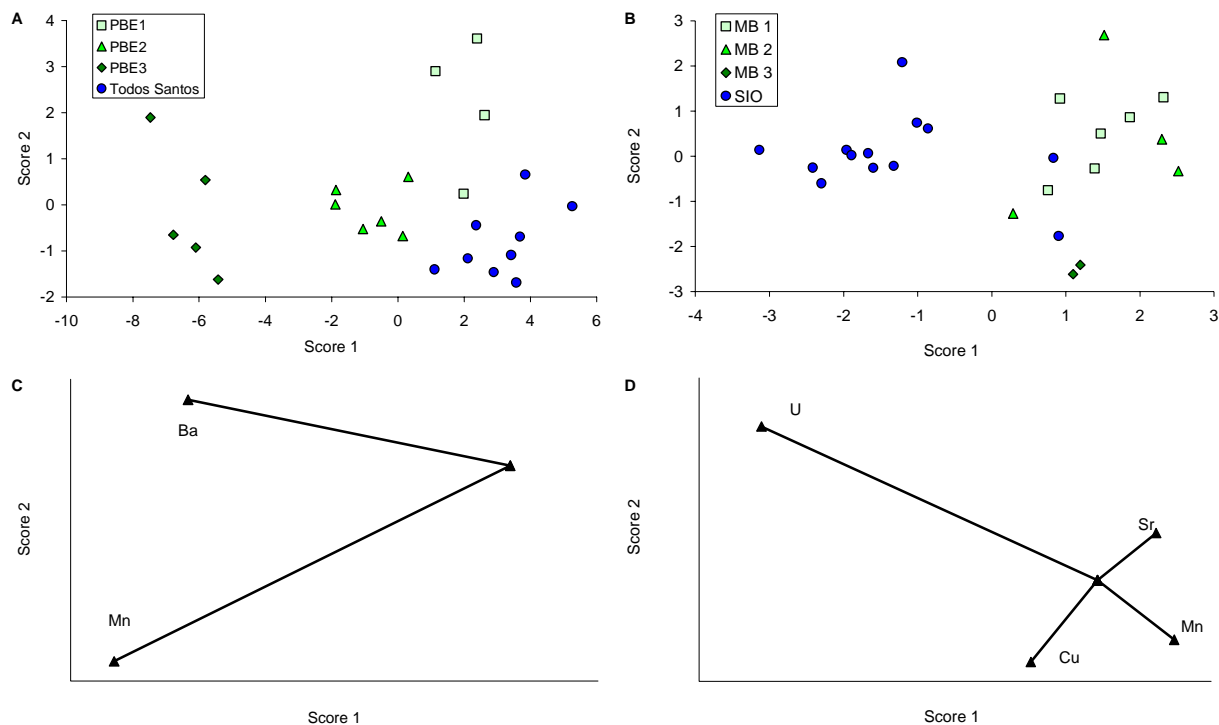 A
PBE1
PBE2
PBE3
Todos Santos
4
3
2
1
0
-1
-2
-10 -8 -6 -4 -2 0 2 4 6
Score 1
Score 2
B
MB 1
MB 2
MB 3
SIO
3
2
1
0
-1
-2
-3
-4 -3 -2 -1 0 1 2 3
Score 1
Score 2
C
Ba
Mn
Score 2
Score 1
D
U
Sr
Mn
Cu
Score 2
Score 1